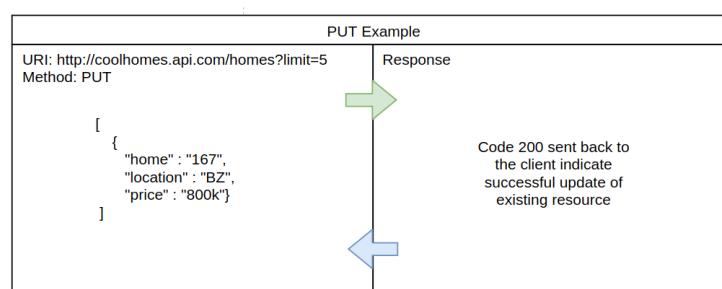 PUT Example
URI: http://coolhomes.api.com/homes?limit=5
Method: PUT
[
{
"home" : "167",
"location" : "BZ",
"price" : "800k"}
]
Response
Code 200 sent back to
the client indicate
successful update of
existing resource